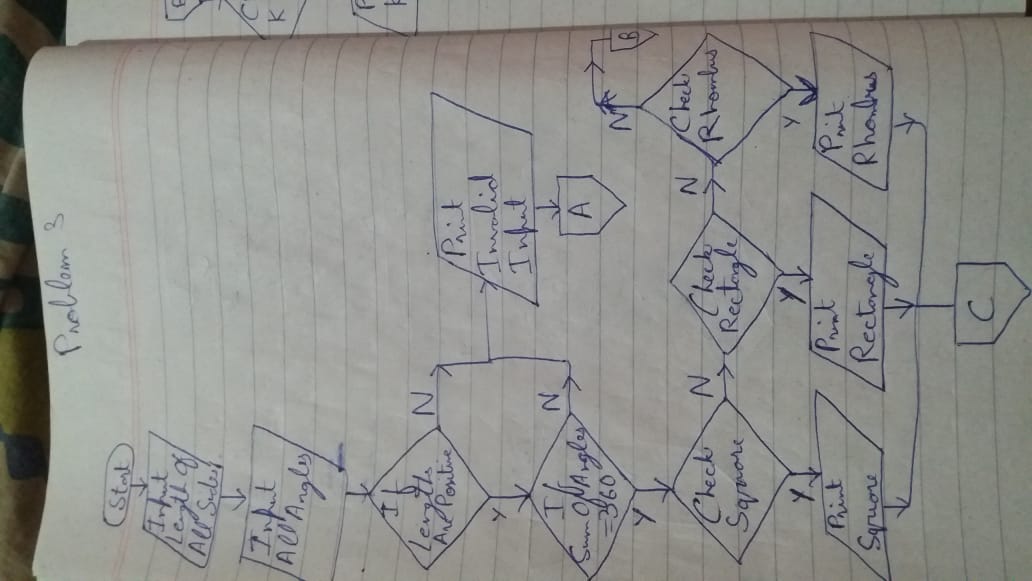 Problem 3
Start
Input
Length Of
All Sides
Input
All Angles
If
Lengths
Are Positive
N
Y
Print
Invalid
Input
A
If
Sum Of Angles
=360
N
Y
Check
Square
N
Y
Check
Rectangle
N
Y
Check
Rhombus
N
B
Y
Print
Square
Print
Rectangle
Print
Rhombus
C
C
K